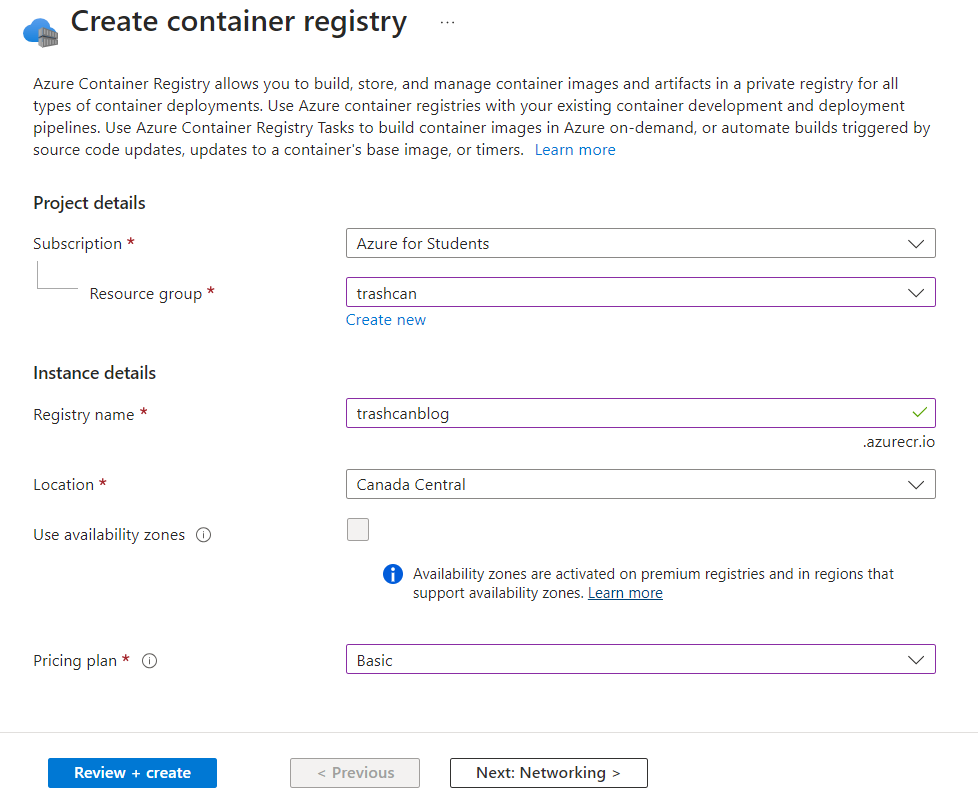 Create container registry ...
Azure Container Registry allows you to build, store, and manage container images and artifacts in a private registry for all
types of container deployments. Use Azure container registries with your existing container development and deployment
pipelines. Use Azure Container Registry Tasks to build container images in Azure on-demand, or automate builds triggered by
source code updates, updates to a container's base image, or timers. Learn more
Project details
Subscription * Azure for Students
Resource group * trashcan
Create new
Instance details
Registry name * trashcanblog
.azurecr.io
Location * Canada Central
Use availability zones
Availability zones are activated on premium registries and in regions that
support availability zones. Learn more
Pricing plan * Basic
Review + create < Previous Next: Networking >